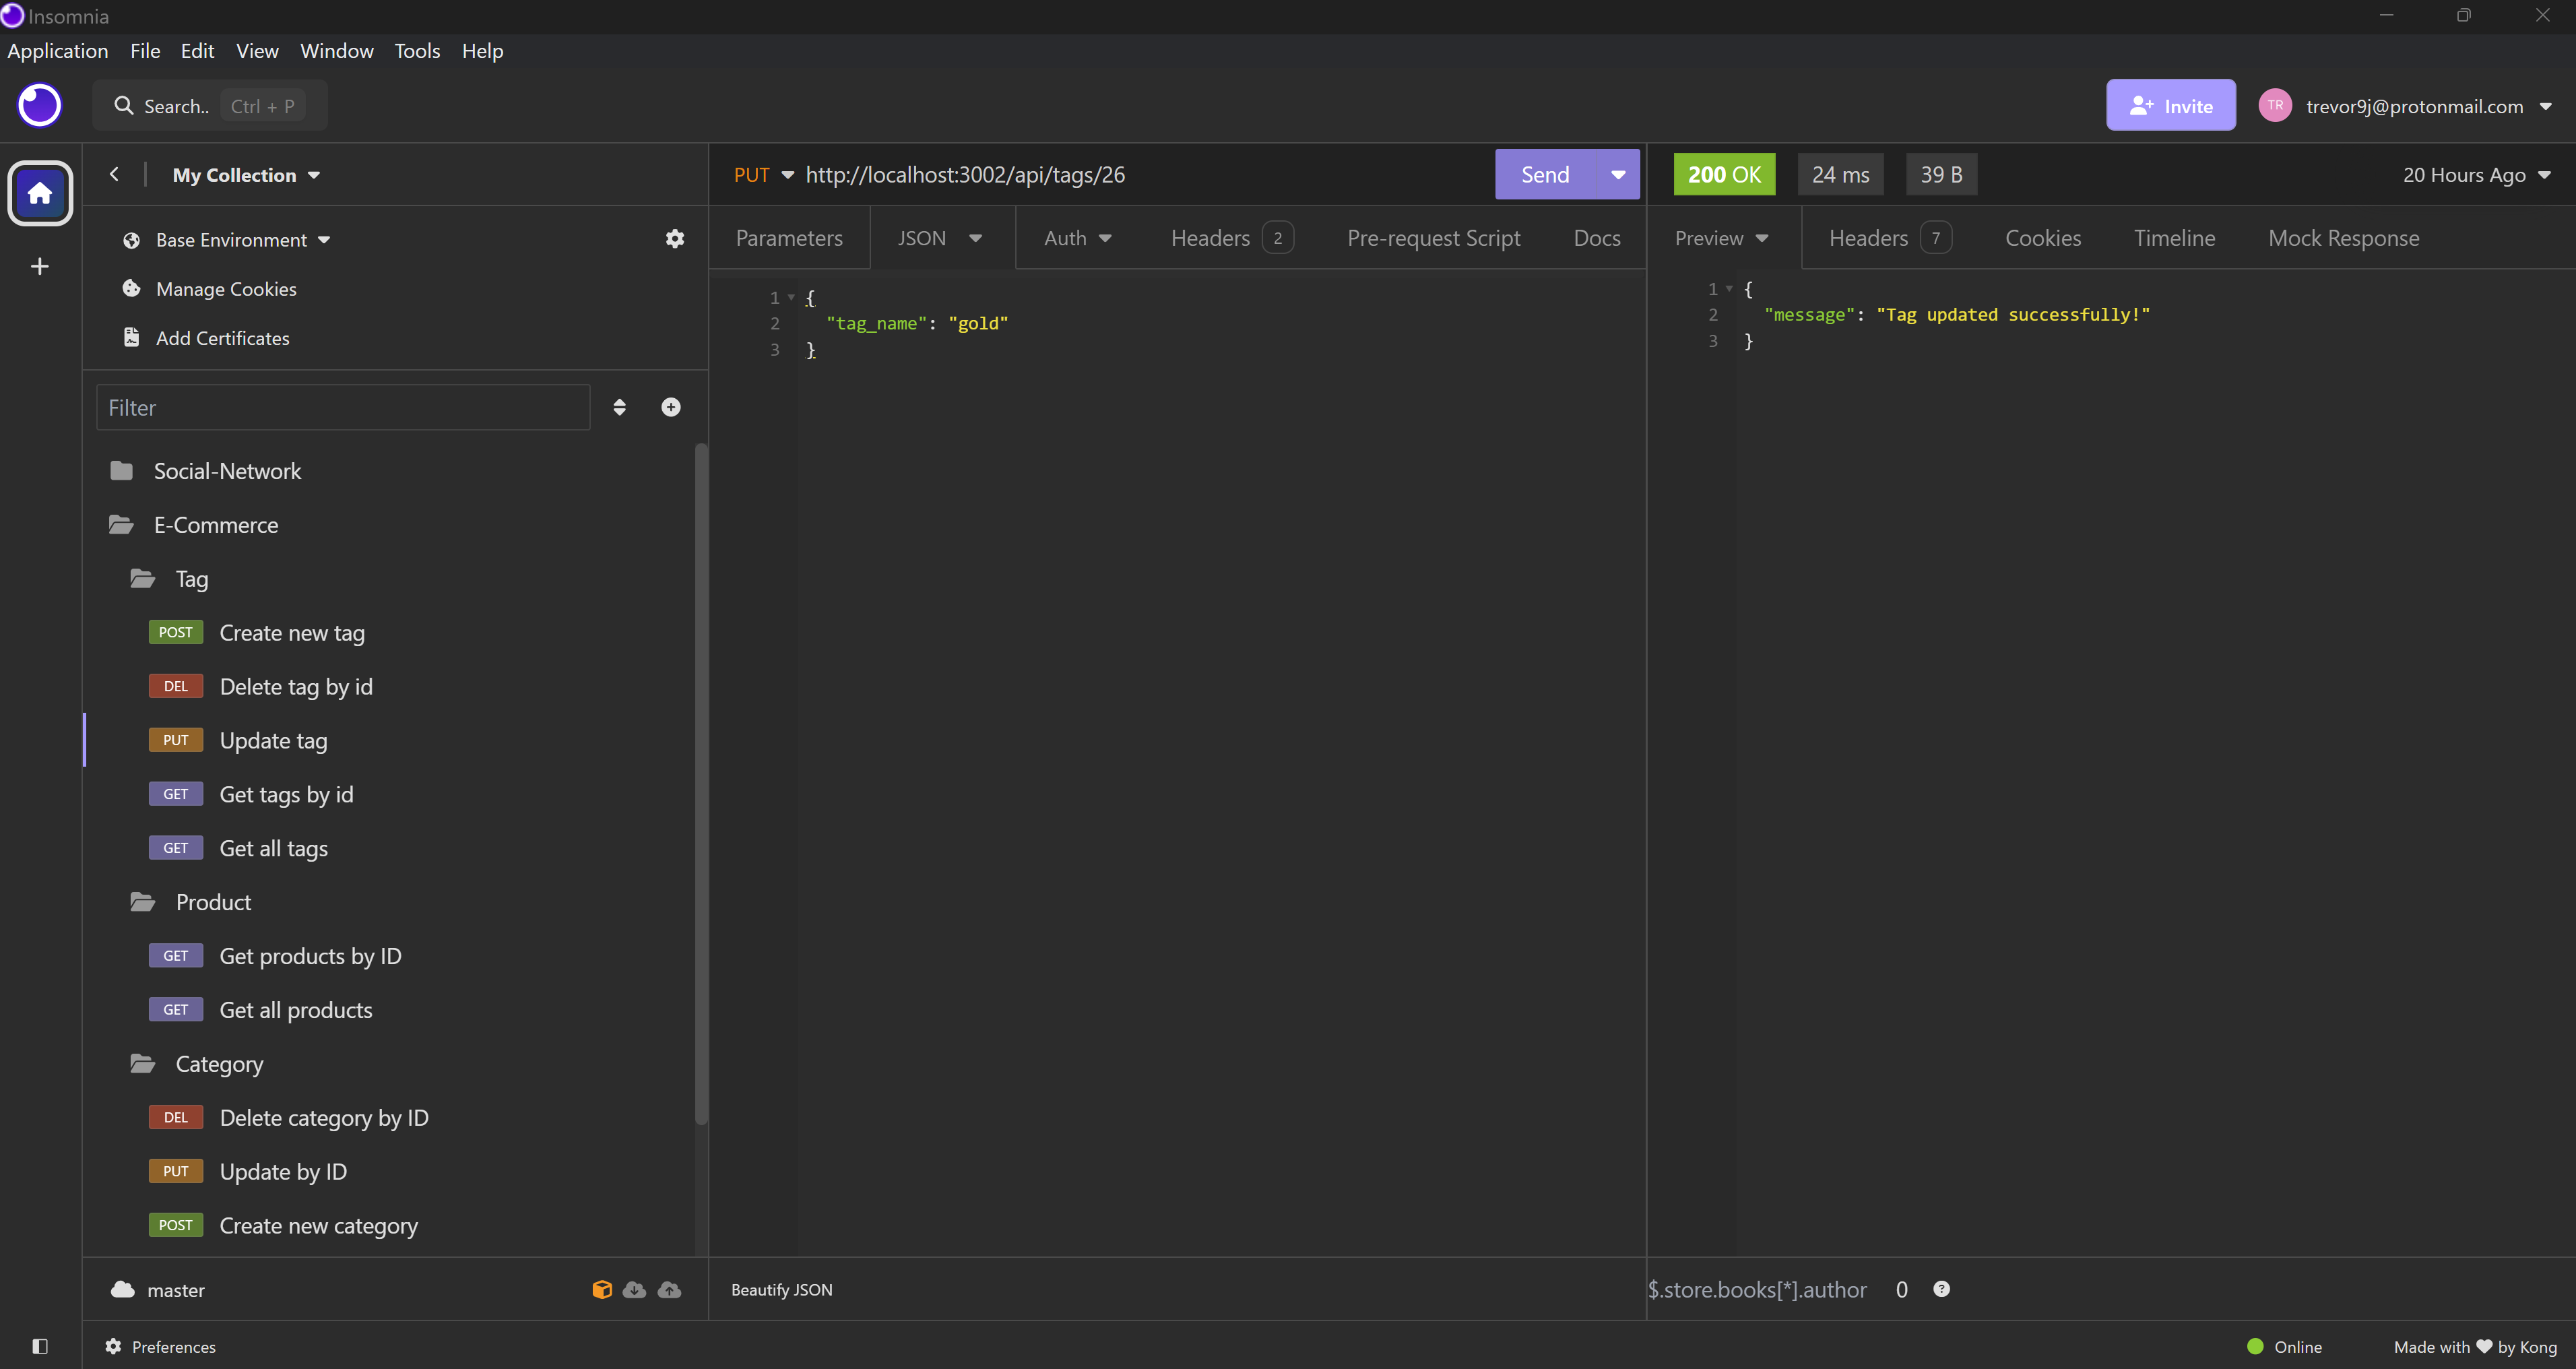 Insomnia
Application File Edit View Window Tools Help
Search.. Ctrl + P
Invite TR trevor9j@protonmail.com
My Collection
PUT http://localhost:3002/api/tags/26 Send
200 OK 24 ms 39 B 20 Hours Ago
Base Environment
Manage Cookies
Add Certificates
Parameters JSON Auth Headers 2 Pre-request Script Docs
Preview Headers 7 Cookies Timeline Mock Response
1 {
2 "tag_name": "gold"
3 }
1 {
2 "message": "Tag updated successfully!"
3 }
Filter
Social-Network
E-Commerce
Tag
POST Create new tag
DEL Delete tag by id
PUT Update tag
GET Get tags by id
GET Get all tags
Product
GET Get products by ID
GET Get all products
Category
DEL Delete category by ID
PUT Update by ID
POST Create new category
master
Beautify JSON
$.store.books[*].author 0
Preferences
Online Made with ❤ by Kong